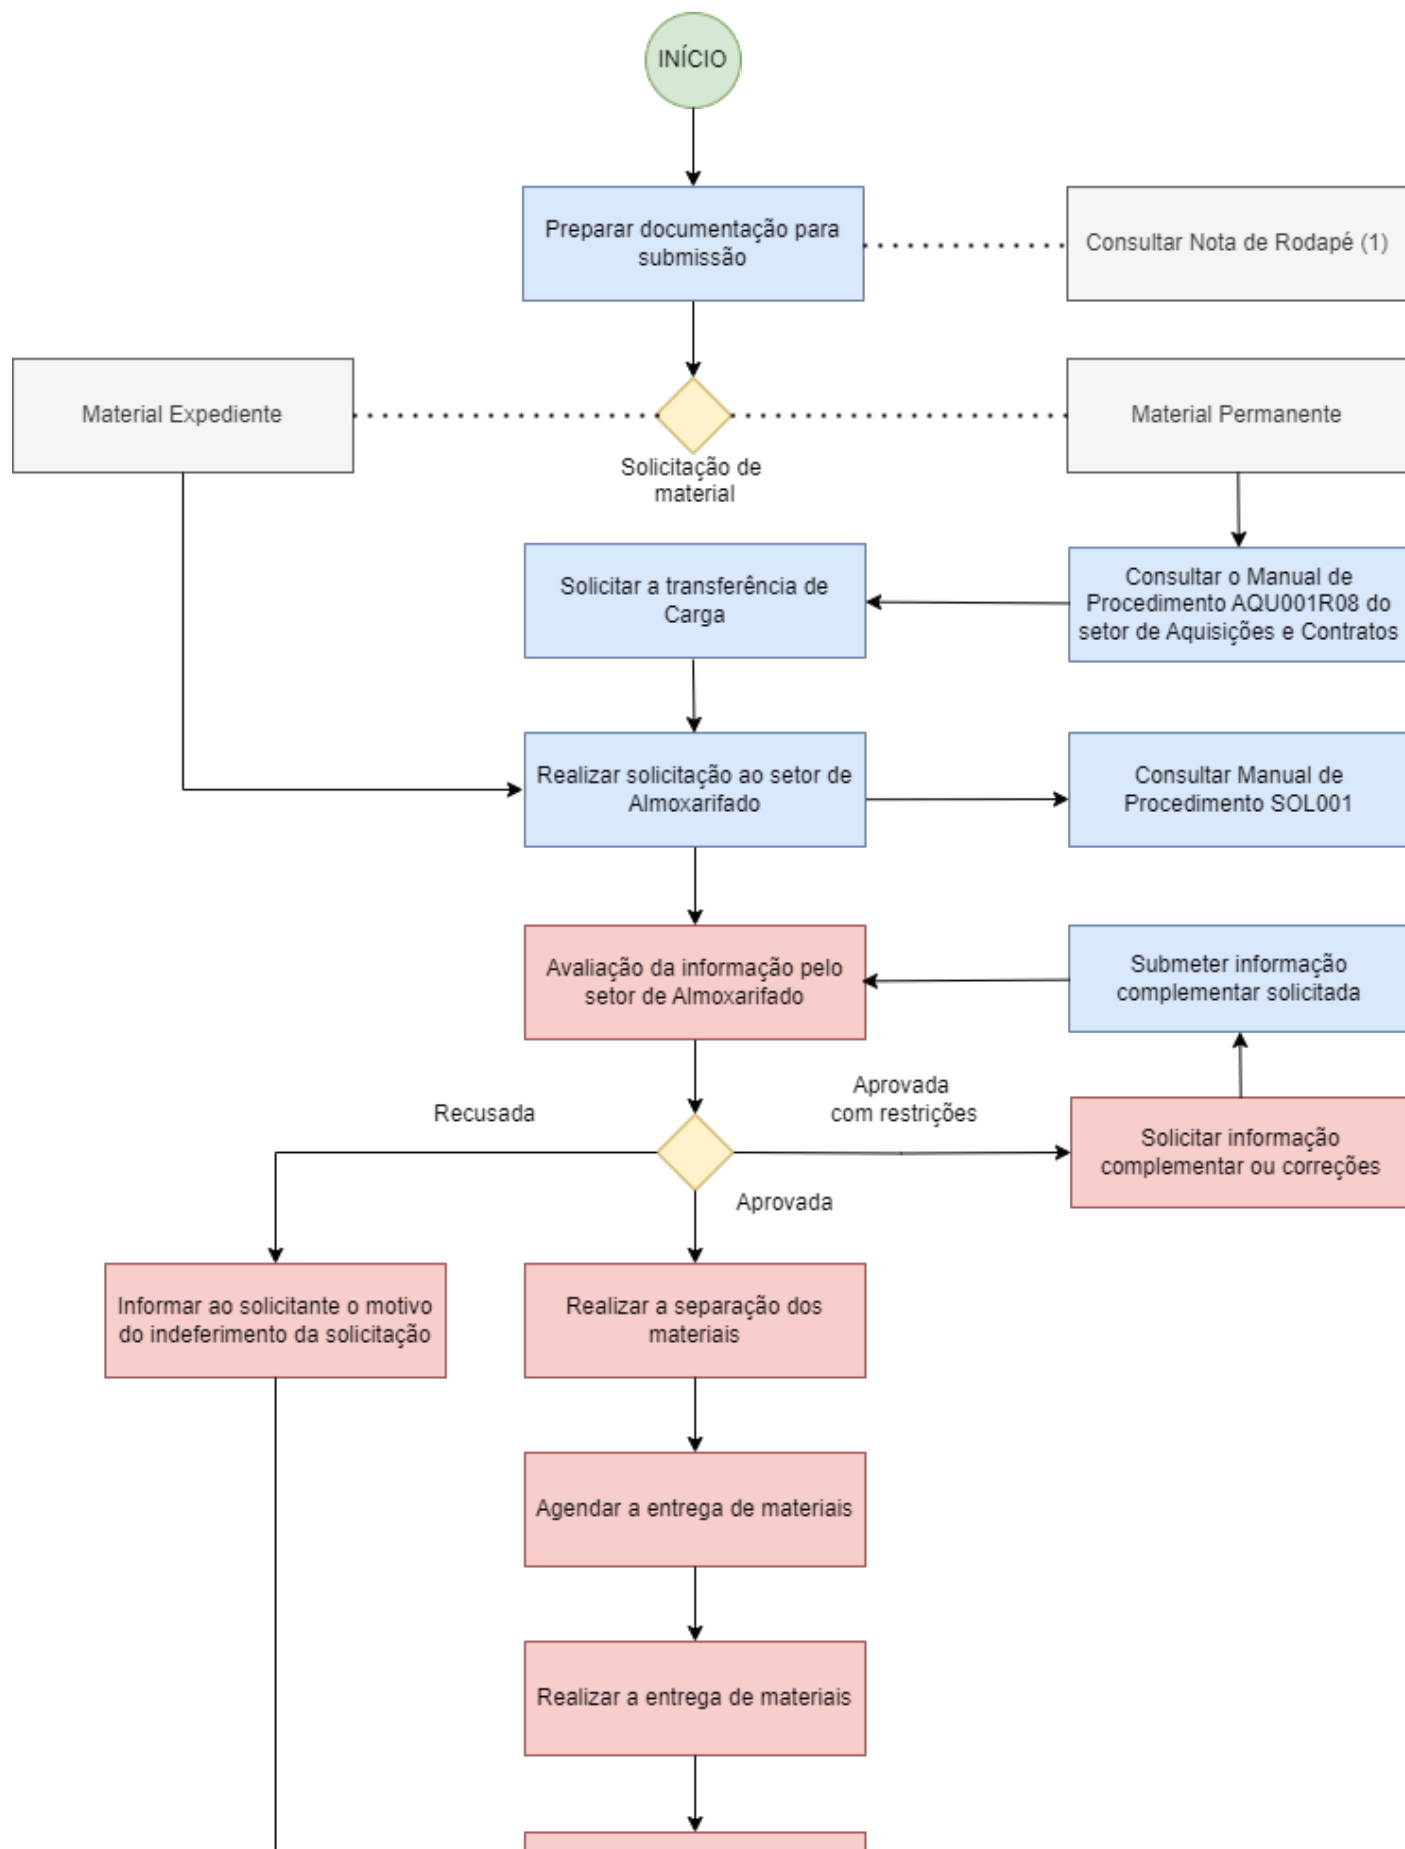 INÍCIO
Preparar documentação para
submissão
Consultar Nota de Rodapé (1)
Material Expediente
Material Permanente
Solicitação de
material
Solicitar a transferência de
Carga
Consultar o Manual de
Procedimento AQU001R08 do
setor de Aquisições e Contratos
Realizar solicitação ao setor de
Almoxarifado
Consultar Manual de
Procedimento SOL001
Avaliação da informação pelo
setor de Almoxarifado
Submeter informação
complementar solicitada
Recusada
Aprovada
com restrições
Solicitar informação
complementar ou correções
Aprovada
Informar ao solicitante o motivo
do indeferimento da solicitação
Realizar a separação dos
materiais
Agendar a entrega de materiais
Realizar a entrega de materiais